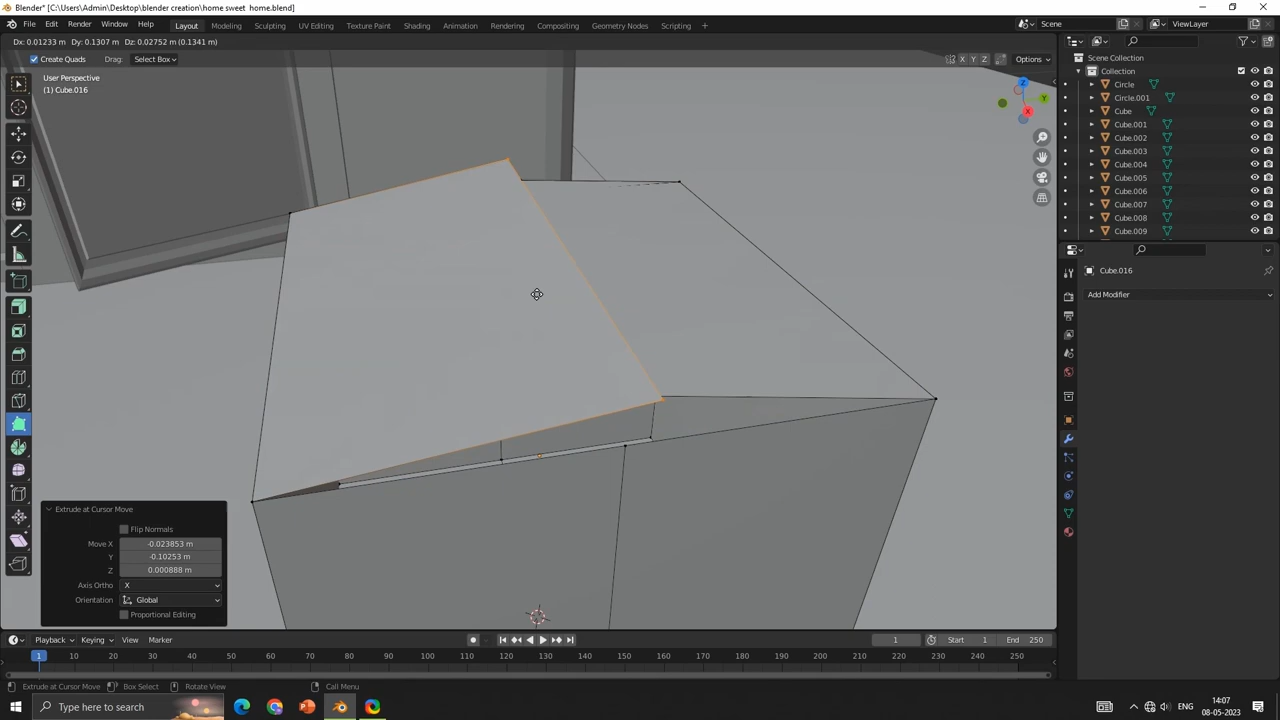 Blender* [C:\Users\Admin\Desktop\blender creation\home sweet  home.blend]
File Edit Render Window Help Layout Modeling Sculpting UV Editing Texture Paint Shading Animation Rendering Compositing Geometry Nodes Scripting Scene ViewLayer
Dx: 0.01233 m   Dy: 0.1307 m   Dz: 0.02752 m (0.1341 m)
Create Quads Drag: Select Box X Y Z Options
Scene Collection
Collection
User Perspective
(1) Cube.016
Circle
Circle.001
Cube
Cube.001
Cube.002
Cube.003
Cube.004
Cube.005
Cube.006
Cube.007
Cube.008
Cube.009
Z
Y
X
Cube.016
Add Modifier
Extrude at Cursor Move
Flip Normals
Move X -0.023853 m
Y -0.10253 m
Z 0.000888 m
Axis Ortho X
Orientation Global
Proportional Editing
Playback Keying View Marker 1 Start 1 End 250
1 10 20 30 40 50 60 70 80 90 100 110 120 130 140 150 160 170 180 190 200 210 220 230 240 250
Extrude at Cursor Move Box Select Rotate View Call Menu
Type here to search ENG 14:07
08-05-2023